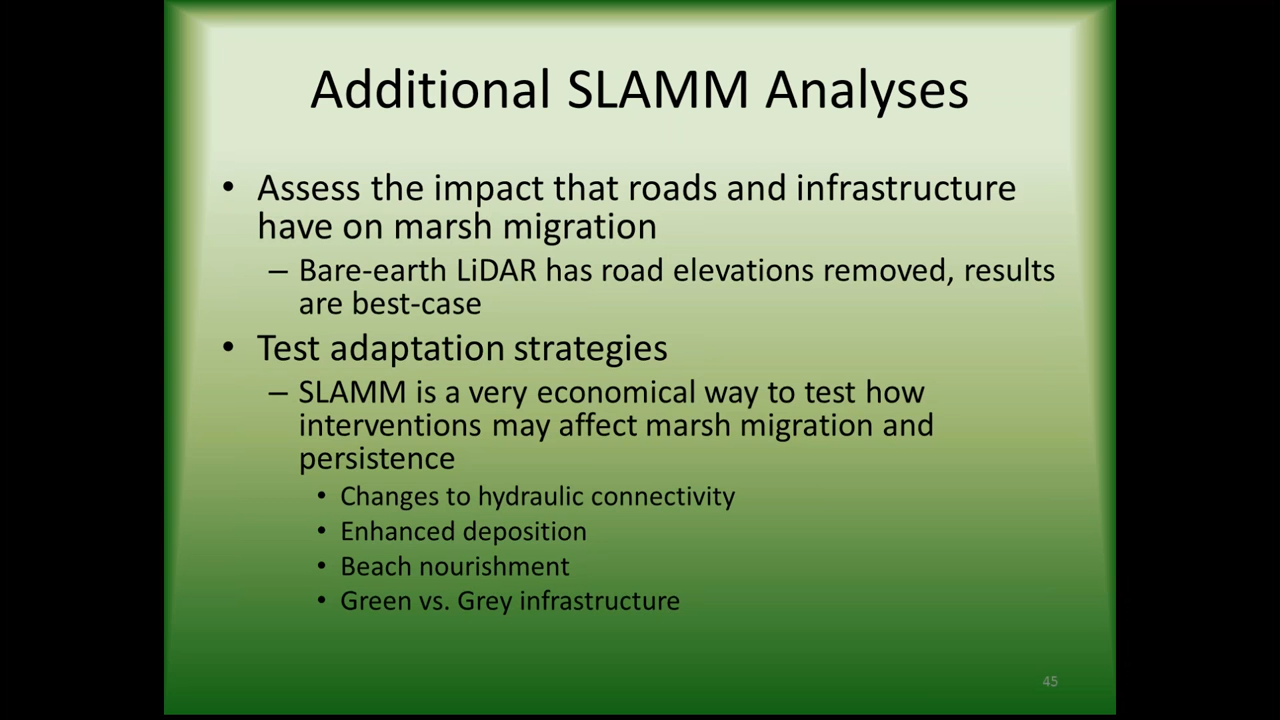 Additional SLAMM Analyses
• Assess the impact that roads and infrastructure
have on marsh migration
– Bare-earth LiDAR has road elevations removed, results
are best-case
• Test adaptation strategies
– SLAMM is a very economical way to test how
interventions may affect marsh migration and
persistence
• Changes to hydraulic connectivity
• Enhanced deposition
• Beach nourishment
• Green vs. Grey infrastructure
45